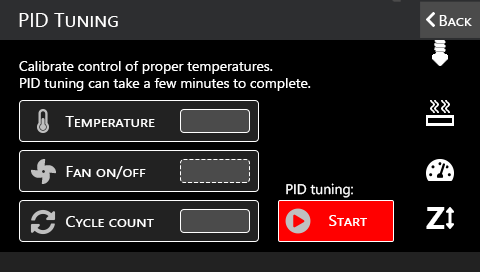 PID Tuning
Back
Calibrate control of proper temperatures.
PID tuning can take a few minutes to complete.
Temperature
Fan on/off
Cycle count
PID tuning:
Start
Z